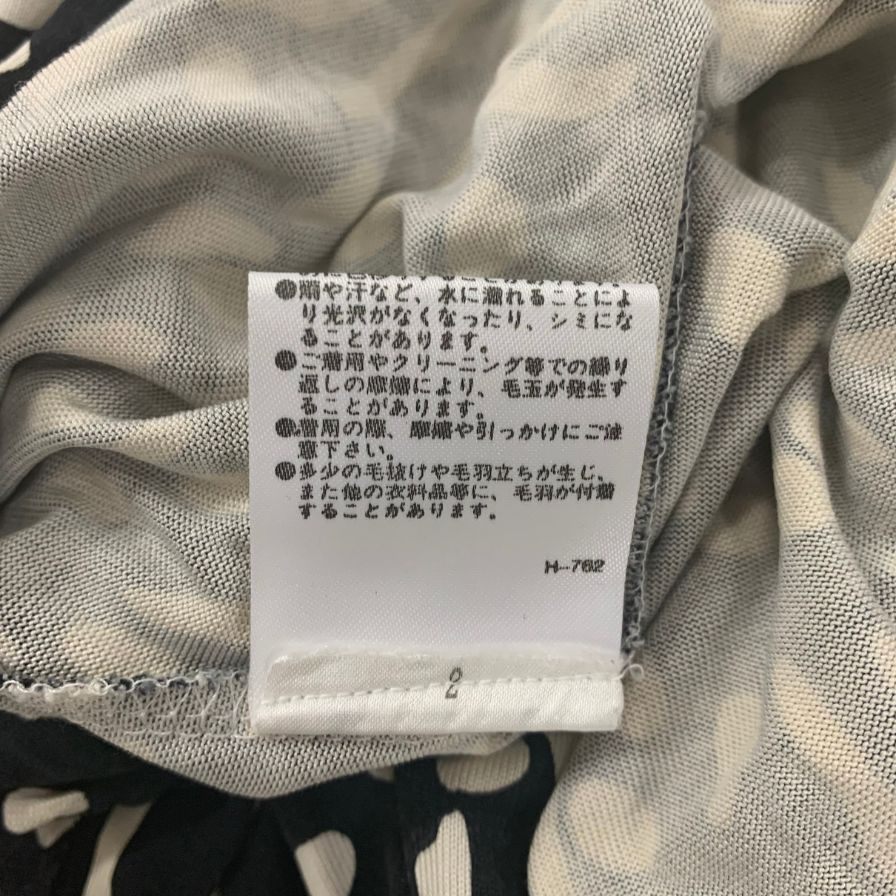 ●雨や汗など、水に濡れることによ
り光沢がなくなったり、シミにな
ることがあります。
●ご着用やクリーニング等での繰り
返しの摩擦により、毛玉が発生す
ることがあります。
●着用の際、摩擦や引っかけにご注
意下さい。
●多少の毛抜けや毛羽立ちが生じ、
また他の衣料品等に、毛羽が付着
することがあります。
H-762
2